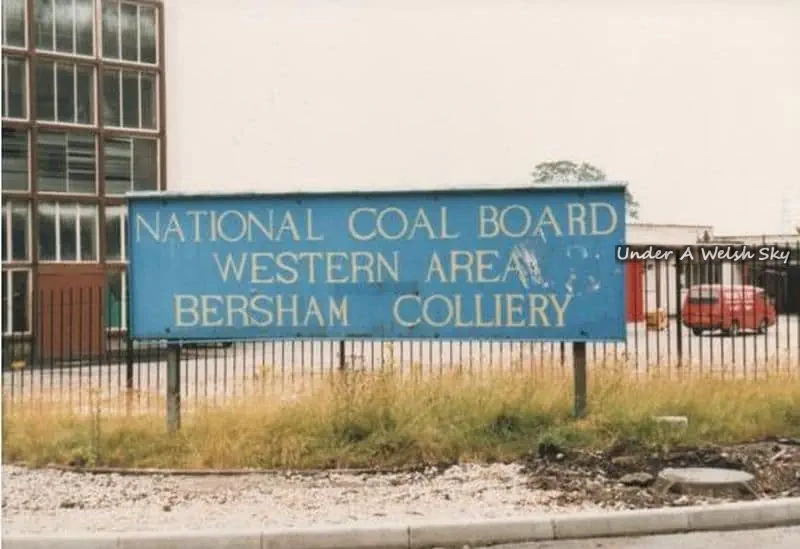 NATIONAL COAL BOARD
WESTERN AREA
BERSHAM COLLIERY
Under A Welsh Sky